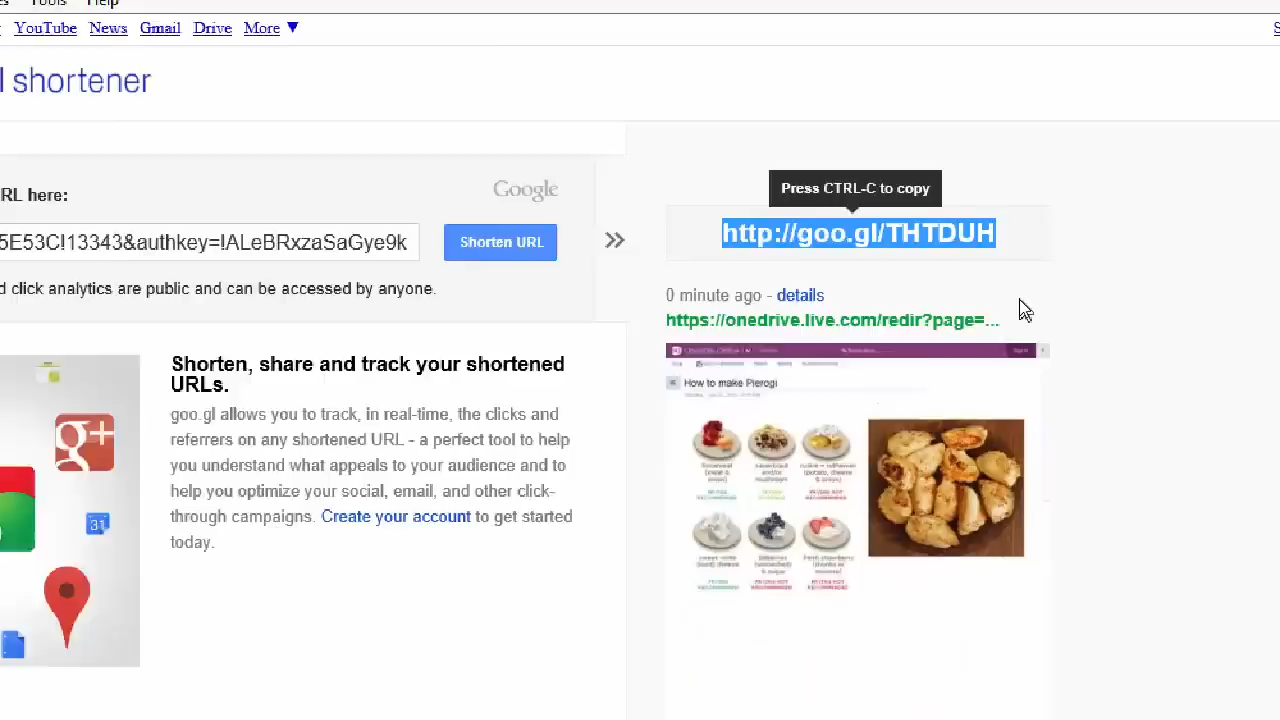 Tools Help
YouTube News Gmail Drive More ▼
shortener
RL here:
Google
5E53C!13343&authkey=!ALeBRxzaSaGye9k
Shorten URL
»
d click analytics are public and can be accessed by anyone.
Press CTRL-C to copy
http://goo.gl/THTDUH
0 minute ago - details
https://onedrive.live.com/redir?page=...
Shorten, share and track your shortened
URLs.
goo.gl allows you to track, in real-time, the clicks and
referrers on any shortened URL - a perfect tool to help
you understand what appeals to your audience and to
help you optimize your social, email, and other click-
through campaigns. Create your account to get started
today.
g+
31
How to make Pierogi